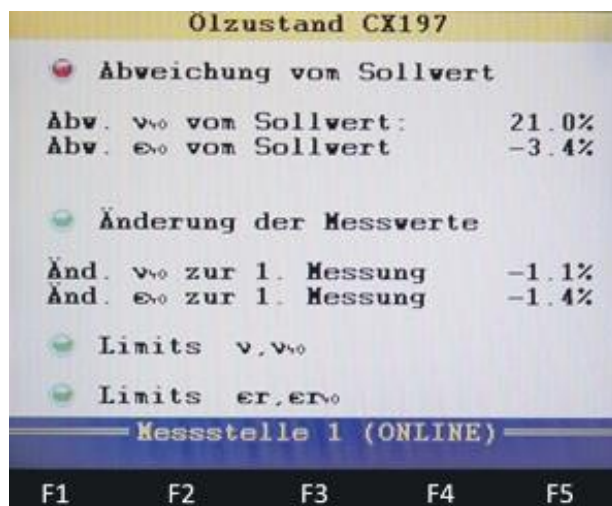 Ölzustand CX197
Abweichung vom Sollwert
Abw. ν₄₀ vom Sollwert: 21.0%
Abw. ε₄₀ vom Sollwert -3.4%
Änderung der Messwerte
Änd. ν₄₀ zur 1. Messung -1.1%
Änd. ε₄₀ zur 1. Messung -1.4%
Limits ν,ν₄₀
Limits εr,εr₄₀
Messstelle 1 (ONLINE)
F1 F2 F3 F4 F5